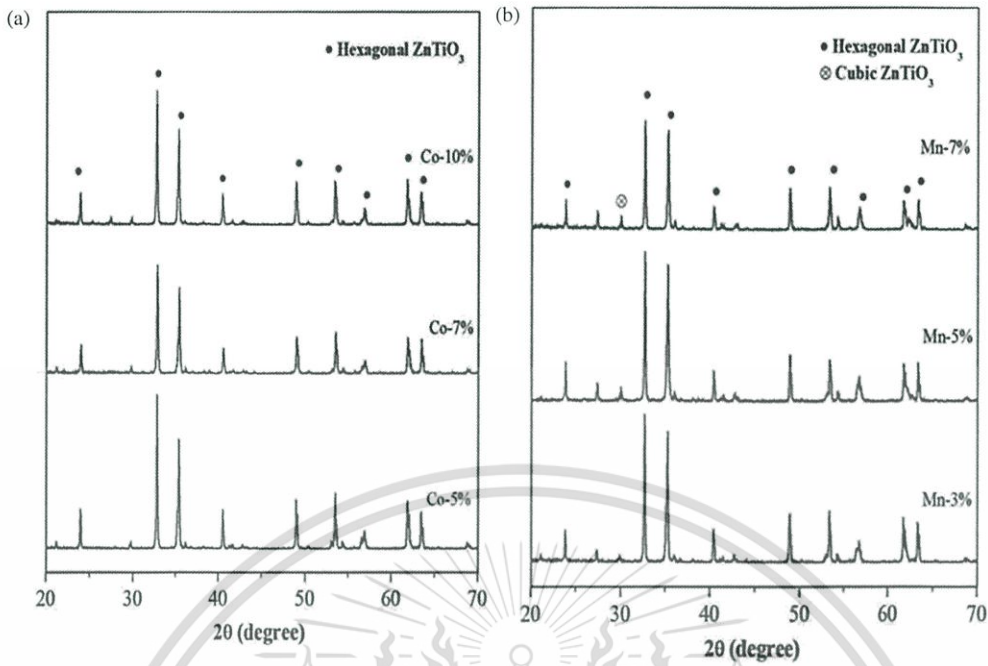 (a)
● Hexagonal ZnTiO3
Co-10%
Co-7%
Co-5%
20 30 40 50 60 70
2θ (degree)
(b)
● Hexagonal ZnTiO3
⊗ Cubic ZnTiO3
Mn-7%
Mn-5%
Mn-3%
20 30 40 50 60 70
2θ (degree)